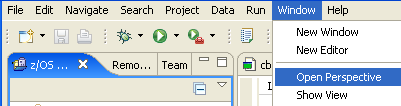 File Edit Navigate Search Project Data Run Window Help
New Window
New Editor
z/OS ... Remo... Team cb
Open Perspective
Show View